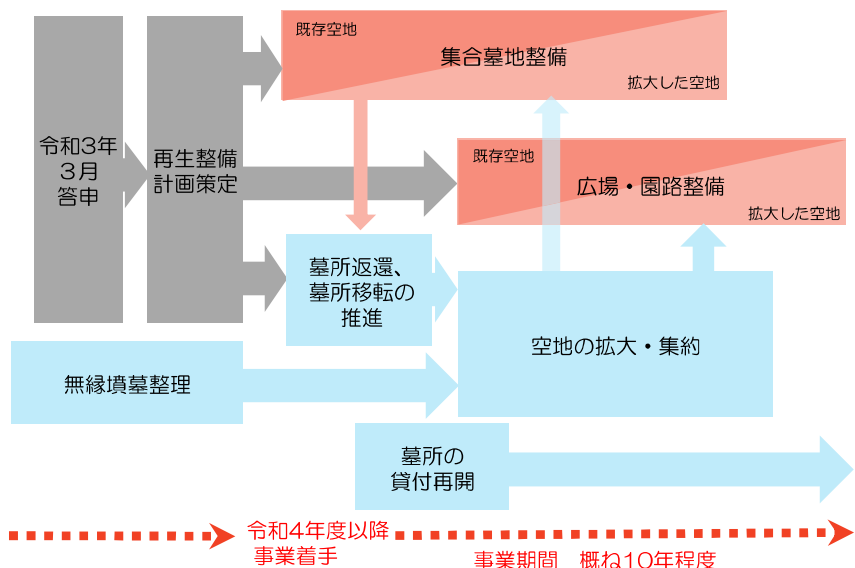 既存空地
集合墓地整備
拡大した空地
令和3年
３月
答申
再生整備
計画策定
既存空地
広場・園路整備
拡大した空地
墓所返還、
墓所移転の
推進
空地の拡大・集約
無縁墳墓整理
墓所の
貸付再開
令和4年度以降
事業着手
事業期間　概ね10年程度